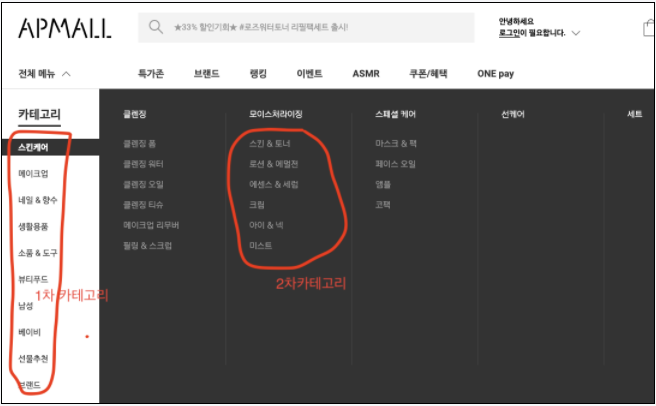 APMALL
★33% 할인기회★ #로즈워터토너 리필팩세트 출시!
안녕하세요
로그인이 필요합니다.
전체 메뉴
특가존
브랜드
랭킹
이벤트
ASMR
쿠폰/혜택
ONE pay
카테고리
스킨케어
메이크업
네일 & 향수
생활용품
소품 & 도구
뷰티푸드
1차 카테고리
남성
베이비
선물추천
브랜드
클렌징
클렌징 폼
클렌징 워터
클렌징 오일
클렌징 티슈
메이크업 리무버
필링 & 스크럽
모이스처라이징
스킨 & 토너
로션 & 에멀전
에센스 & 세럼
크림
아이 & 넥
미스트
2차카테고리
스페셜 케어
마스크 & 팩
페이스 오일
앰플
코팩
선케어
세트